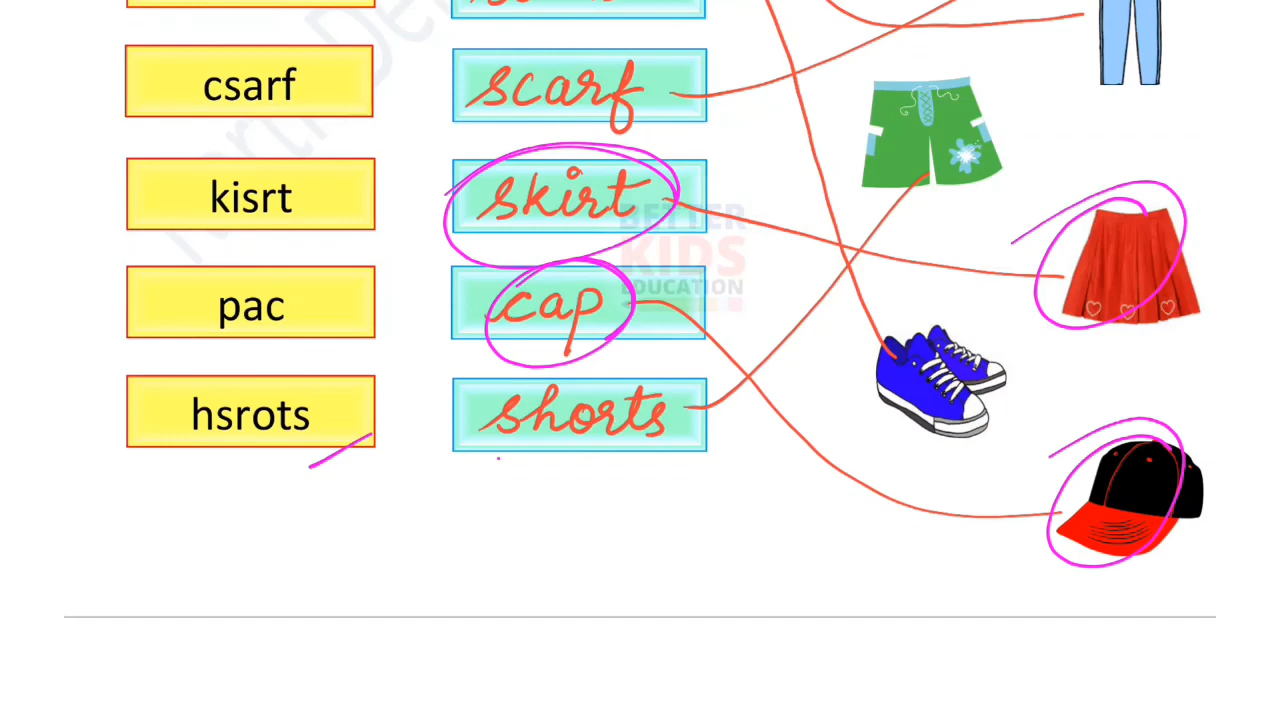 csarf scarf
kisrt skirt
pac cap
hsrots shorts
BETTER
KIDS
EDUCATION